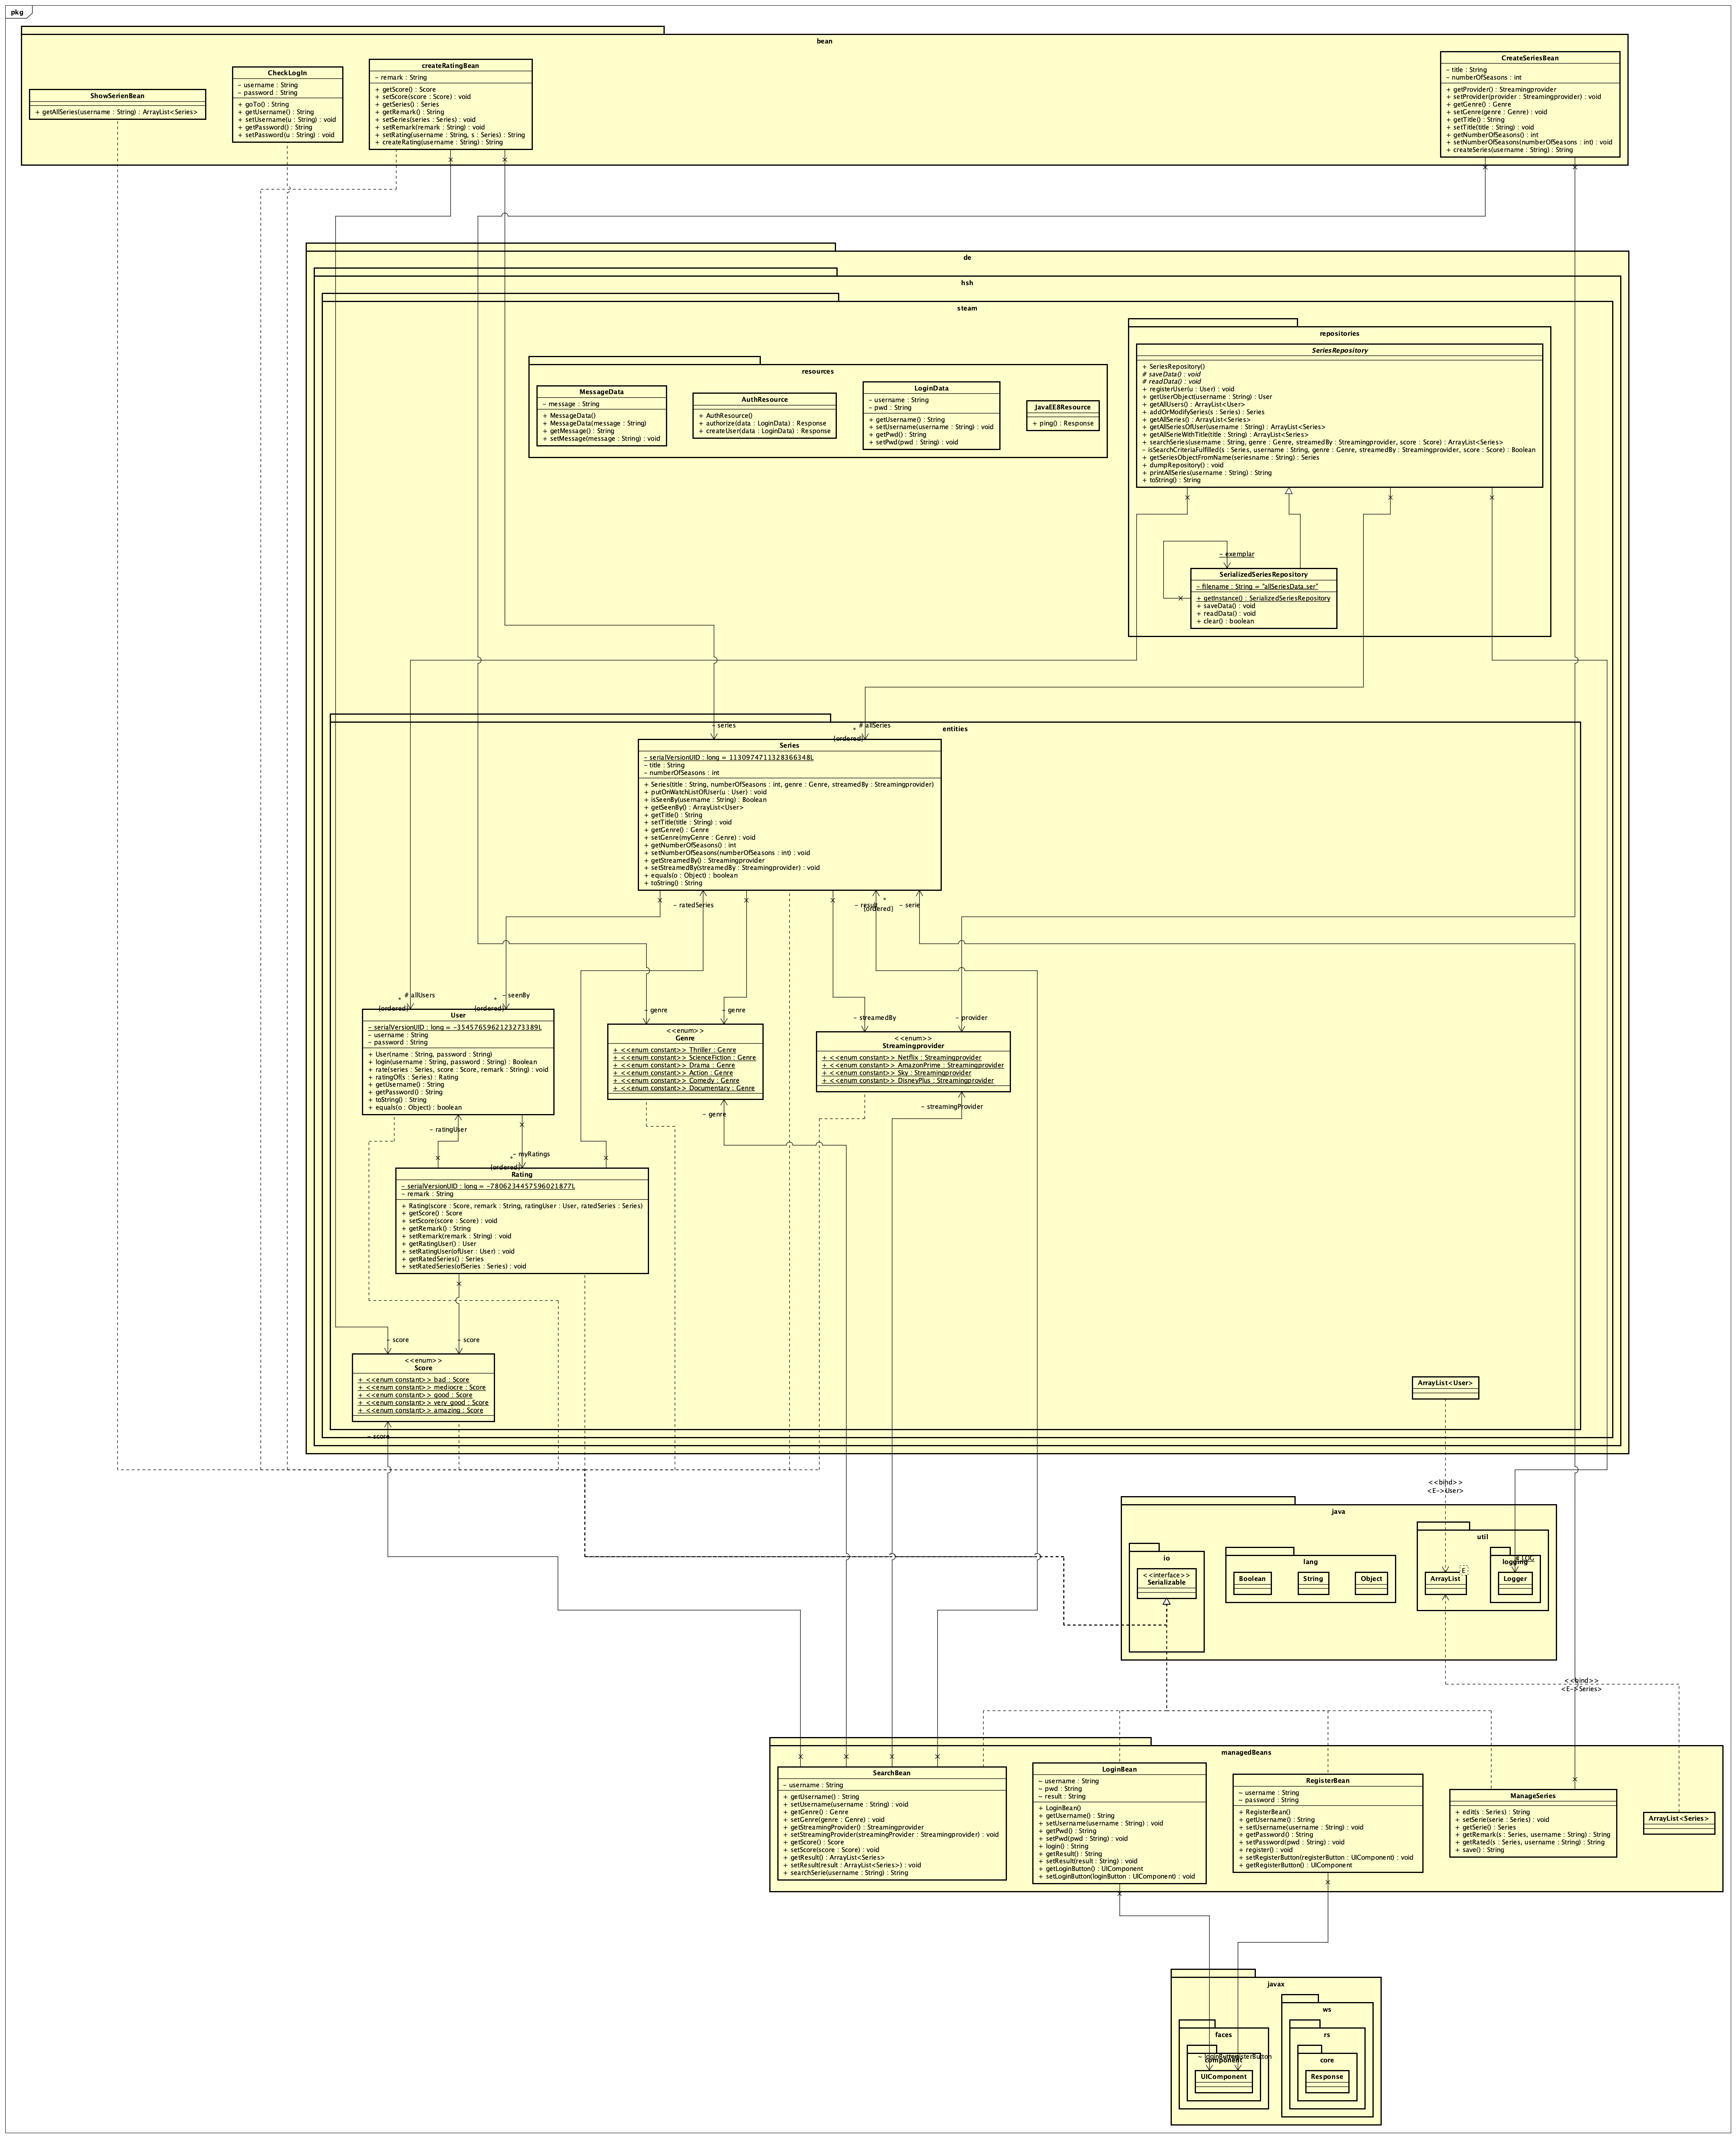 pkg
bean
ShowSerienBean
+ getAllSeries(username : String) : ArrayList<Series>
CheckLogIn
- username : String
- password : String
+ goTo() : String
+ getUsername() : String
+ setUsername(u : String) : void
+ getPassword() : String
+ setPassword(u : String) : void
createRatingBean
- remark : String
+ getScore() : Score
+ setScore(score : Score) : void
+ getSeries() : Series
+ getRemark() : String
+ setSeries(series : Series) : void
+ setRemark(remark : String) : void
+ setRating(username : String, s : Series) : String
+ createRating(username : String) : String
CreateSeriesBean
- title : String
- numberOfSeasons : int
+ getProvider() : Streamingprovider
+ setProvider(provider : Streamingprovider) : void
+ getGenre() : Genre
+ setGenre(genre : Genre) : void
+ getTitle() : String
+ setTitle(title : String) : void
+ getNumberOfSeasons() : int
+ setNumberOfSeasons(numberOfSeasons : int) : void
+ createSeries(username : String) : String
de
hsh
steam
resources
MessageData
- message : String
+ MessageData()
+ MessageData(message : String)
+ getMessage() : String
+ setMessage(message : String) : void
AuthResource
+ AuthResource()
+ authorize(data : LoginData) : Response
+ createUser(data : LoginData) : Response
LoginData
- username : String
- pwd : String
+ getUsername() : String
+ setUsername(username : String) : void
+ getPwd() : String
+ setPwd(pwd : String) : void
JavaEE8Resource
+ ping() : Response
repositories
SeriesRepository
+ SeriesRepository()
# saveData() : void
# readData() : void
+ registerUser(u : User) : void
+ getUserObject(username : String) : User
+ getAllUsers() : ArrayList<User>
+ addOrModifySeries(s : Series) : Series
+ getAllSeries() : ArrayList<Series>
+ getAllSeriesOfUser(username : String) : ArrayList<Series>
+ getAllSerieWithTitle(title : String) : ArrayList<Series>
+ searchSeries(username : String, genre : Genre, streamedBy : Streamingprovider, score : Score) : ArrayList<Series>
- isSearchCriteriaFulfilled(s : Series, username : String, genre : Genre, streamedBy : Streamingprovider, score : Score) : Boolean
+ getSeriesObjectFromName(seriesname : String) : Series
+ dumpRepository() : void
+ printAllSeries(username : String) : String
+ toString() : String
- exemplar
SerializedSeriesRepository
- filename : String = "allSeriesData.ser"
+ getInstance() : SerializedSeriesRepository
+ saveData() : void
+ readData() : void
+ clear() : boolean
entities
- series
# allSeries
*
{ordered}
Series
- serialVersionUID : long = 1130974711328366348L
- title : String
- numberOfSeasons : int
+ Series(title : String, numberOfSeasons : int, genre : Genre, streamedBy : Streamingprovider)
+ putOnWatchListOfUser(u : User) : void
+ isSeenBy(username : String) : Boolean
+ getSeenBy() : ArrayList<User>
+ getTitle() : String
+ setTitle(title : String) : void
+ getGenre() : Genre
+ setGenre(myGenre : Genre) : void
+ getNumberOfSeasons() : int
+ setNumberOfSeasons(numberOfSeasons : int) : void
+ getStreamedBy() : Streamingprovider
+ setStreamedBy(streamedBy : Streamingprovider) : void
+ equals(o : Object) : boolean
+ toString() : String
- ratedSeries
- result
*
{ordered}
- serie
# allUsers
*
{ordered}
- seenBy
*
{ordered}
User
- serialVersionUID : long = -3545765962123273389L
- username : String
- password : String
+ User(name : String, password : String)
+ login(username : String, password : String) : Boolean
+ rate(series : Series, score : Score, remark : String) : void
+ ratingOf(s : Series) : Rating
+ getUsername() : String
+ getPassword() : String
+ toString() : String
+ equals(o : Object) : boolean
- genre
- genre
<<enum>>
Genre
+ <<enum constant>> Thriller : Genre
+ <<enum constant>> ScienceFiction : Genre
+ <<enum constant>> Drama : Genre
+ <<enum constant>> Action : Genre
+ <<enum constant>> Comedy : Genre
+ <<enum constant>> Documentary : Genre
- genre
- streamedBy
- provider
<<enum>>
Streamingprovider
+ <<enum constant>> Netflix : Streamingprovider
+ <<enum constant>> AmazonPrime : Streamingprovider
+ <<enum constant>> Sky : Streamingprovider
+ <<enum constant>> DisneyPlus : Streamingprovider
- streamingProvider
- ratingUser
- myRatings
*
{ordered}
Rating
- serialVersionUID : long = -7806234457596021877L
- remark : String
+ Rating(score : Score, remark : String, ratingUser : User, ratedSeries : Series)
+ getScore() : Score
+ setScore(score : Score) : void
+ getRemark() : String
+ setRemark(remark : String) : void
+ getRatingUser() : User
+ setRatingUser(ofUser : User) : void
+ getRatedSeries() : Series
+ setRatedSeries(ofSeries : Series) : void
- score
- score
<<enum>>
Score
+ <<enum constant>> bad : Score
+ <<enum constant>> mediocre : Score
+ <<enum constant>> good : Score
+ <<enum constant>> very_good : Score
+ <<enum constant>> amazing : Score
- score
ArrayList<User>
<<bind>>
<E->User>
java
io
<<interface>>
Serializable
lang
Boolean
String
Object
util
ArrayList
E
logging
# LOG
Logger
<<bind>>
<E->Series>
managedBeans
SearchBean
- username : String
+ getUsername() : String
+ setUsername(username : String) : void
+ getGenre() : Genre
+ setGenre(genre : Genre) : void
+ getStreamingProvider() : Streamingprovider
+ setStreamingProvider(streamingProvider : Streamingprovider) : void
+ getScore() : Score
+ setScore(score : Score) : void
+ getResult() : ArrayList<Series>
+ setResult(result : ArrayList<Series>) : void
+ searchSerie(username : String) : String
LoginBean
~ username : String
~ pwd : String
~ result : String
+ LoginBean()
+ getUsername() : String
+ setUsername(username : String) : void
+ getPwd() : String
+ setPwd(pwd : String) : void
+ login() : String
+ getResult() : String
+ setResult(result : String) : void
+ getLoginButton() : UIComponent
+ setLoginButton(loginButton : UIComponent) : void
RegisterBean
~ username : String
~ password : String
+ RegisterBean()
+ getUsername() : String
+ setUsername(username : String) : void
+ getPassword() : String
+ setPassword(pwd : String) : void
+ register() : void
+ setRegisterButton(registerButton : UIComponent) : void
+ getRegisterButton() : UIComponent
ManageSeries
+ edit(s : Series) : String
+ setSerie(serie : Series) : void
+ getSerie() : Series
+ getRemark(s : Series, username : String) : String
+ getRated(s : Series, username : String) : String
+ save() : String
ArrayList<Series>
javax
faces
component
UIComponent
ws
rs
core
Response